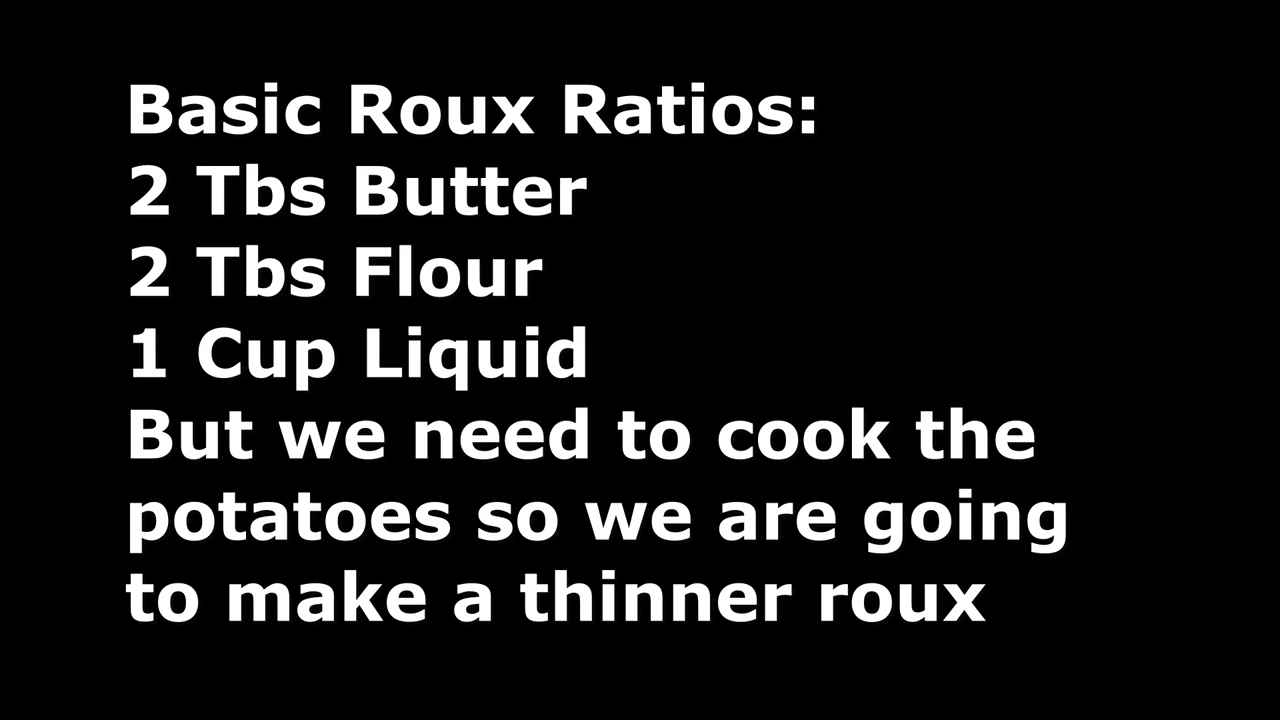 Basic Roux Ratios:
2 Tbs Butter
2 Tbs Flour
1 Cup Liquid
But we need to cook the
potatoes so we are going
to make a thinner roux